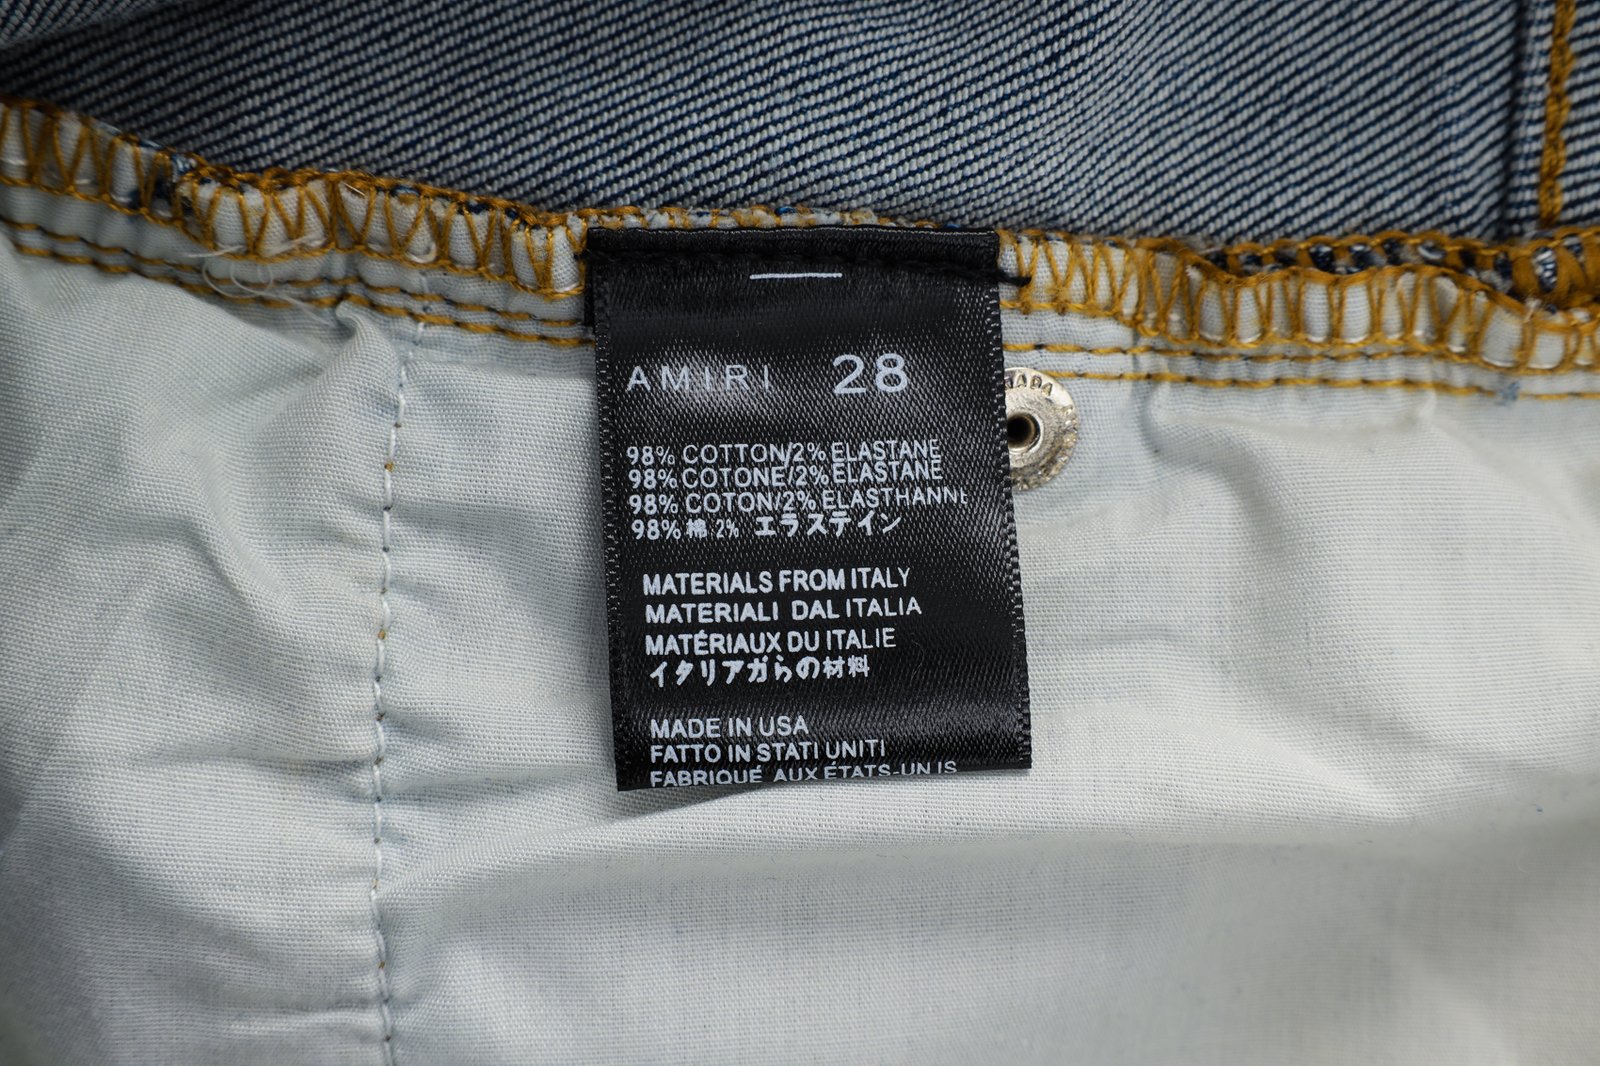 AMIRI 28
98% COTTON/2% ELASTANE
98% COTONE/2% ELASTANE
98% COTON/2% ELASTHANNE
98% 棉 2% エラステイン
MATERIALS FROM ITALY
MATERIALI DAL ITALIA
MATÉRIAUX DU ITALIE
イタリアガらの材料
MADE IN USA
FATTO IN STATI UNITI
FABRIQUÉ AUX ÉTATS-UNIS